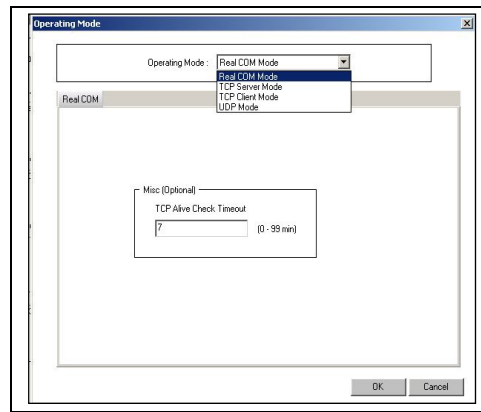 Operating Mode
Operating Mode : Real COM Mode
Real COM Mode
TCP Server Mode
TCP Client Mode
UDP Mode
Real COM
Misc (Optional)
TCP Alive Check Timeout
7 (0 - 99 min)
OK Cancel